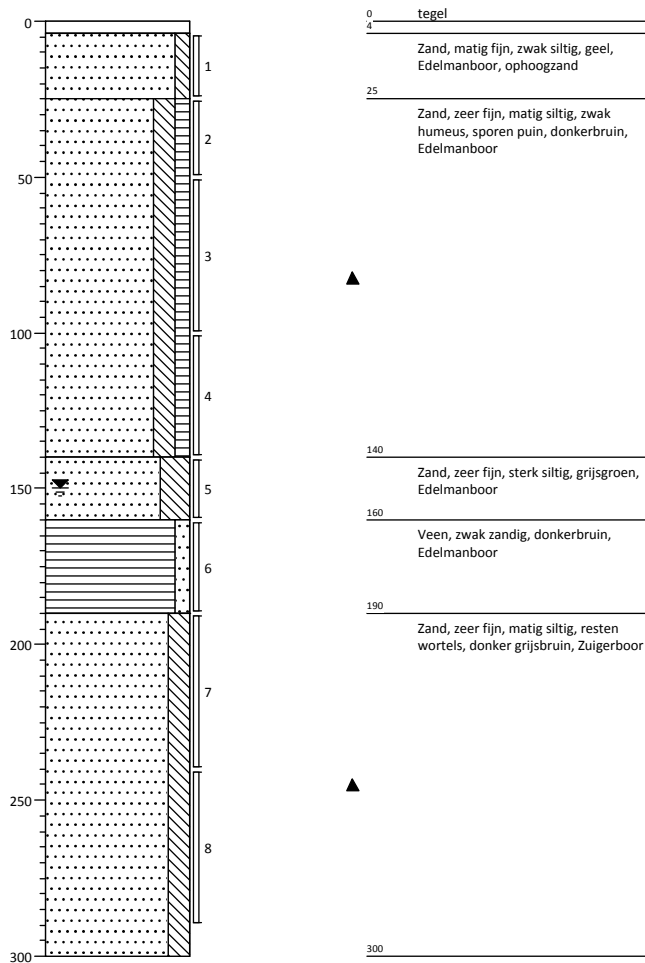 0
50
100
150
200
250
300
1
2
3
4
5
6
7
8
0
tegel
4
Zand, matig fijn, zwak siltig, geel,
Edelmanboor, ophoogzand
25
Zand, zeer fijn, matig siltig, zwak
humeus, sporen puin, donkerbruin,
Edelmanboor
140
Zand, zeer fijn, sterk siltig, grijsgroen,
Edelmanboor
160
Veen, zwak zandig, donkerbruin,
Edelmanboor
190
Zand, zeer fijn, matig siltig, resten
wortels, donker grijsbruin, Zuigerboor
300